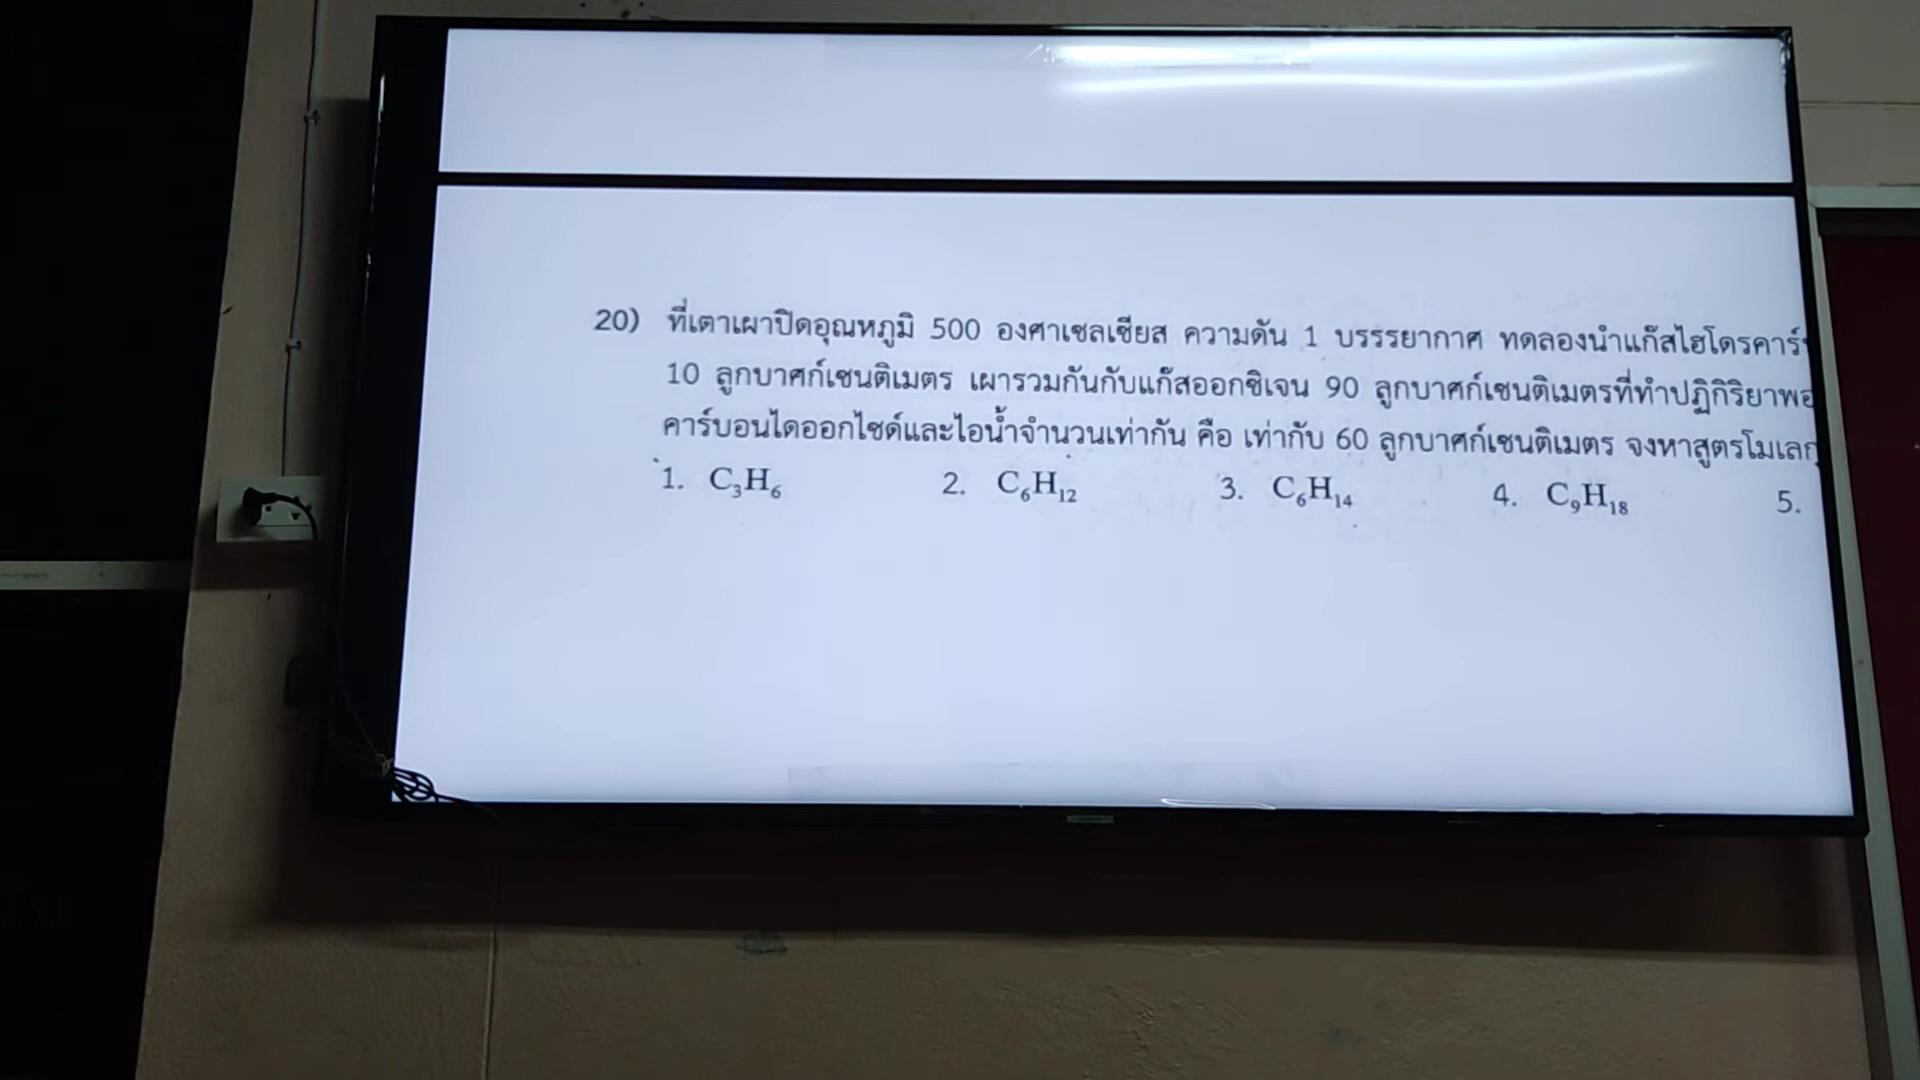 20) ที่เตาเผาปิดอุณหภูมิ 500 องศาเซลเซียส ความดัน 1 บรรรยากาศ ทดลองนำแก๊สไฮโดรคาร์
10 ลูกบาศก์เซนติเมตร เผารวมกันกับแก๊สออกซิเจน 90 ลูกบาศก์เซนติเมตรที่ทำปฏิกิริยาพอ
คาร์บอนไดออกไซด์และไอน้ำจำนวนเท่ากัน คือ เท่ากับ 60 ลูกบาศก์เซนติเมตร จงหาสูตรโมเลกุ
1. C₃H₆ 2. C₆H₁₂ 3. C₆H₁₄ 4. C₉H₁₈ 5.